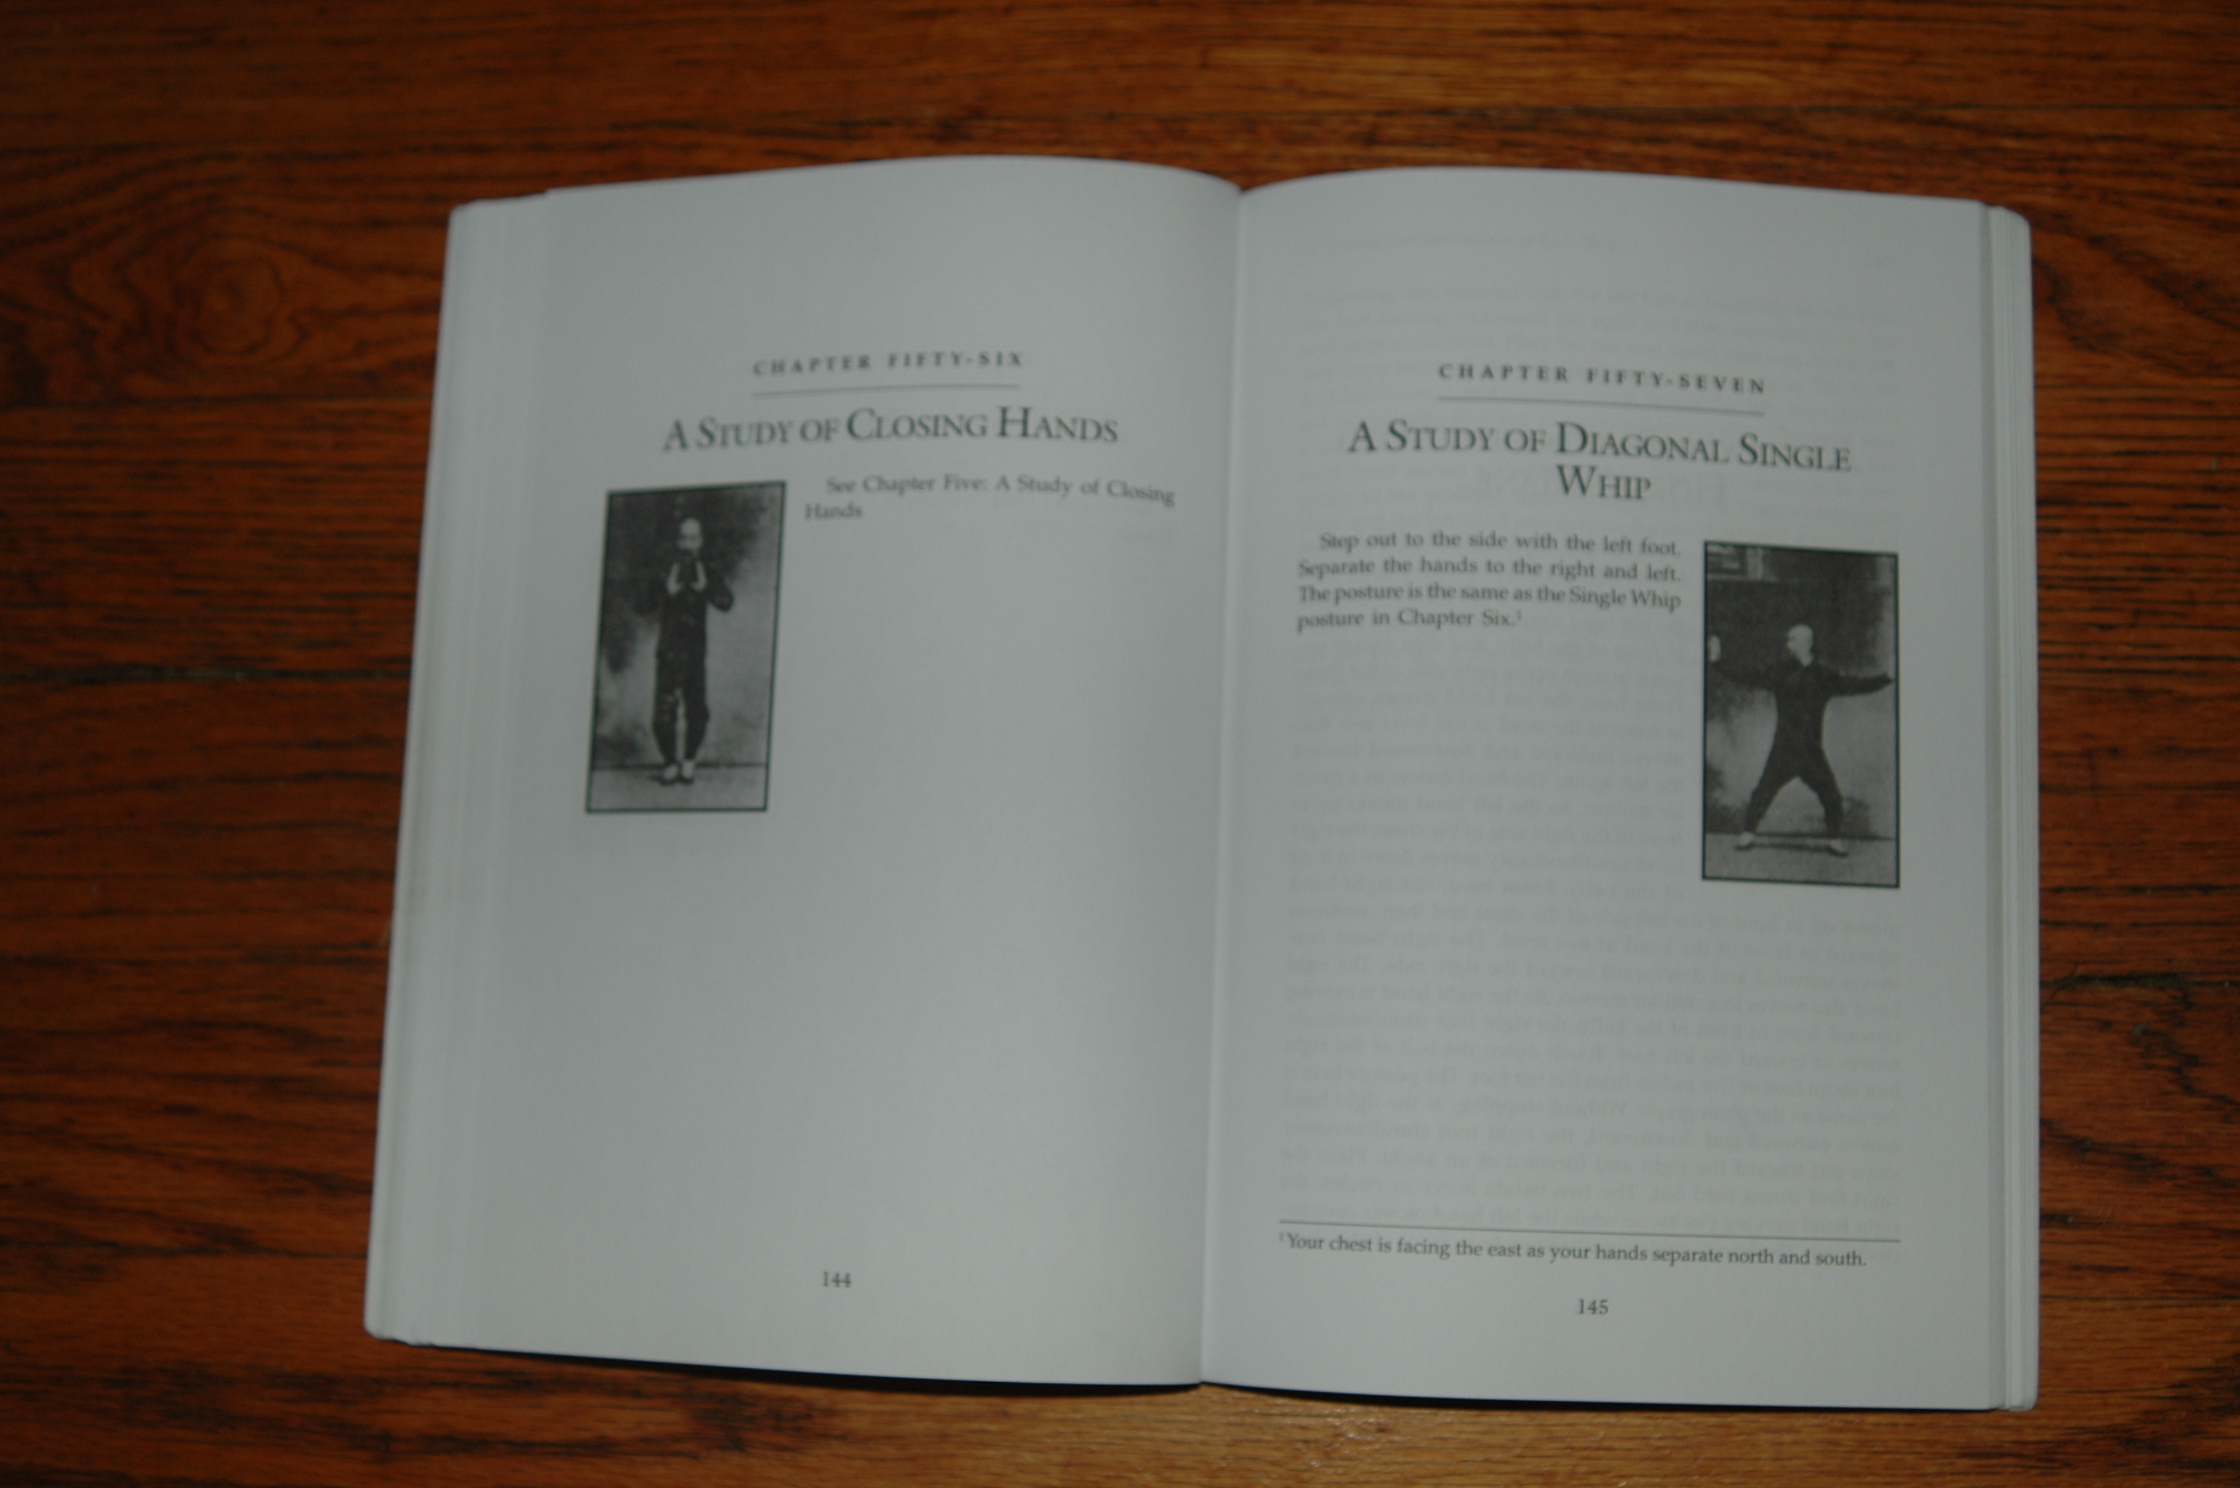 CHAPTER FIFTY-SIX
A STUDY OF CLOSING HANDS
See Chapter Five: A Study of Closing
Hands
144
CHAPTER FIFTY-SEVEN
A STUDY OF DIAGONAL SINGLE
WHIP
Step out to the side with the left foot.
Separate the hands to the right and left.
The posture is the same as the Single Whip
posture in Chapter Six.¹
¹Your chest is facing the east as your hands separate north and south.
145